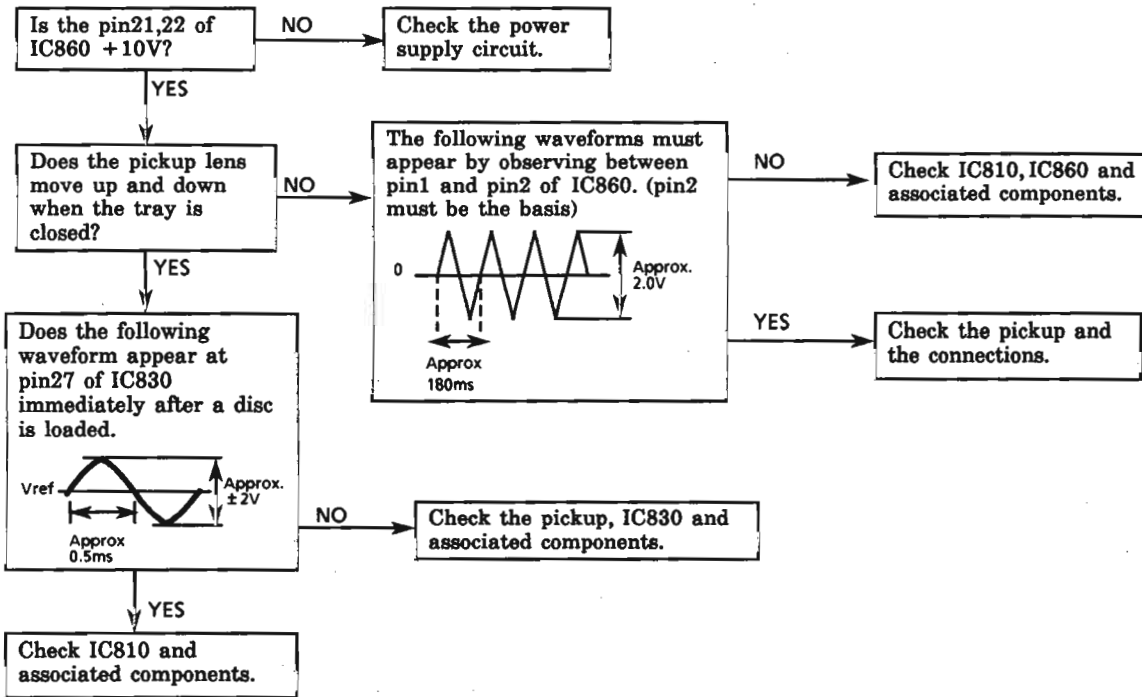 Is the pin21,22 of
IC860 +10V?
NO
Check the power
supply circuit.
YES
Does the pickup lens
move up and down
when the tray is
closed?
NO
The following waveforms must
appear by observing between
pin1 and pin2 of IC860. (pin2
must be the basis)
0
Approx.
2.0V
Approx
180ms
NO
Check IC810, IC860 and
associated components.
YES
Check the pickup and
the connections.
YES
Does the following
waveform appear at
pin27 of IC830
immediately after a disc
is loaded.
Vref
Approx.
±2V
Approx
0.5ms
NO
Check the pickup, IC830 and
associated components.
YES
Check IC810 and
associated components.